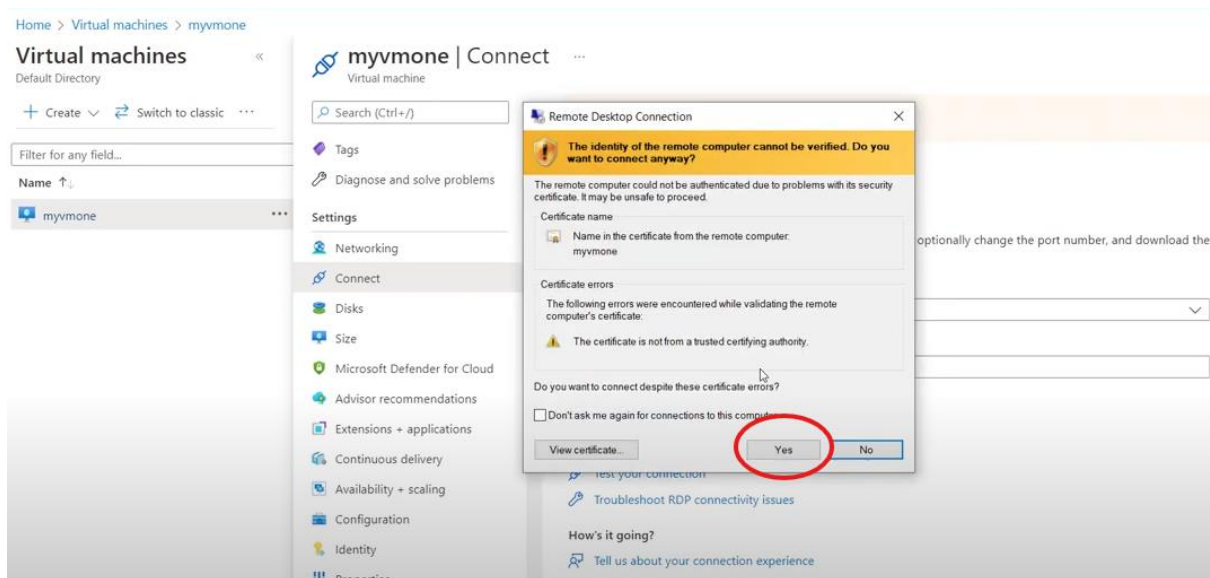 Home > Virtual machines > myvmone
Virtual machines «
Default Directory
+ Create Switch to classic ...
Filter for any field...
Name ↑↓
myvmone ...
myvmone | Connect ...
Virtual machine
Search (Ctrl+/)
Tags
Diagnose and solve problems
Settings
Networking
Connect
Disks
Size
Microsoft Defender for Cloud
Advisor recommendations
Extensions + applications
Continuous delivery
Availability + scaling
Configuration
Identity
Properties
Remote Desktop Connection
The identity of the remote computer cannot be verified. Do you
want to connect anyway?
The remote computer could not be authenticated due to problems with its security
certificate. It may be unsafe to proceed.
Certificate name
Name in the certificate from the remote computer:
myvmone
Certificate errors
The following errors were encountered while validating the remote
computer's certificate:
The certificate is not from a trusted certifying authority.
Do you want to connect despite these certificate errors?
Don't ask me again for connections to this computer
View certificate...
Yes
No
optionally change the port number, and download the
Test your connection
Troubleshoot RDP connectivity issues
How's it going?
Tell us about your connection experience